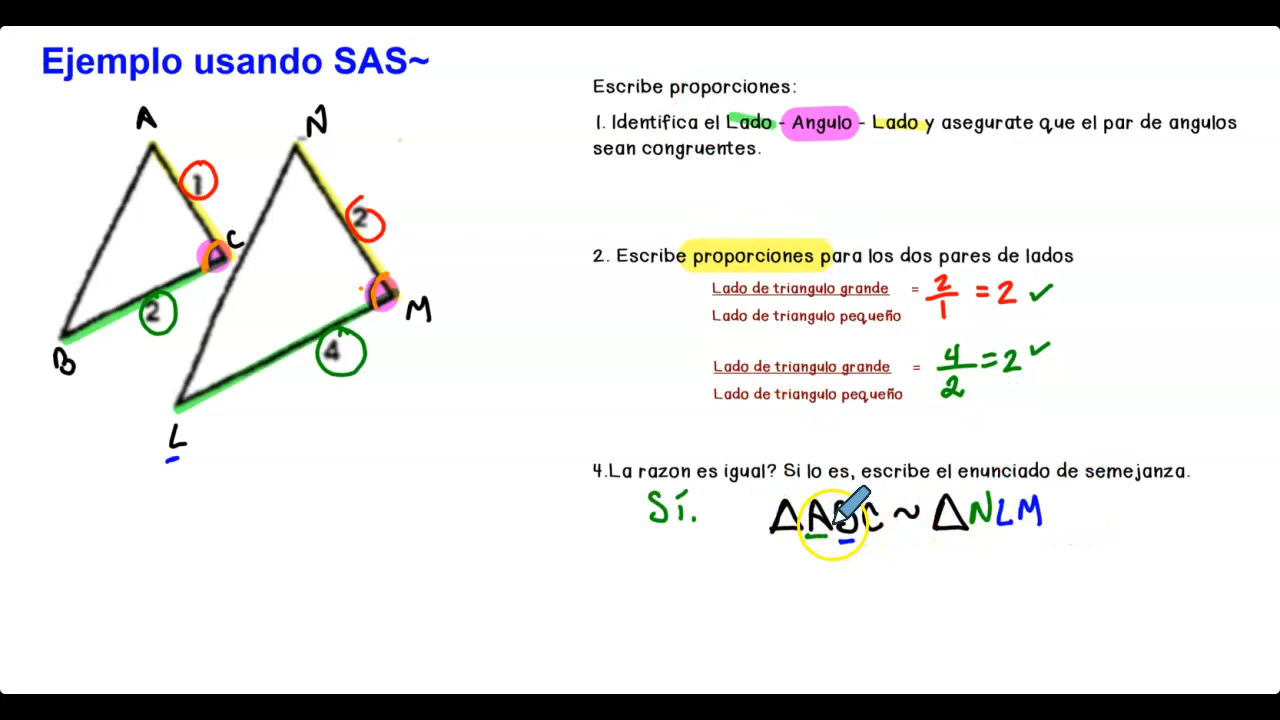 Ejemplo usando SAS~
A
N
1
2
C
2
M
4
B
L
Escribe proporciones:
1. Identifica el Lado - Angulo - Lado y asegurate que el par de angulos
sean congruentes.
2. Escribe proporciones para los dos pares de lados
Lado de triangulo grande = 2/1 = 2 ✓
Lado de triangulo pequeño
Lado de triangulo grande = 4/2 = 2 ✓
Lado de triangulo pequeño
4.La razon es igual? Si lo es, escribe el enunciado de semejanza.
Sí. △ABC ~ △NLM